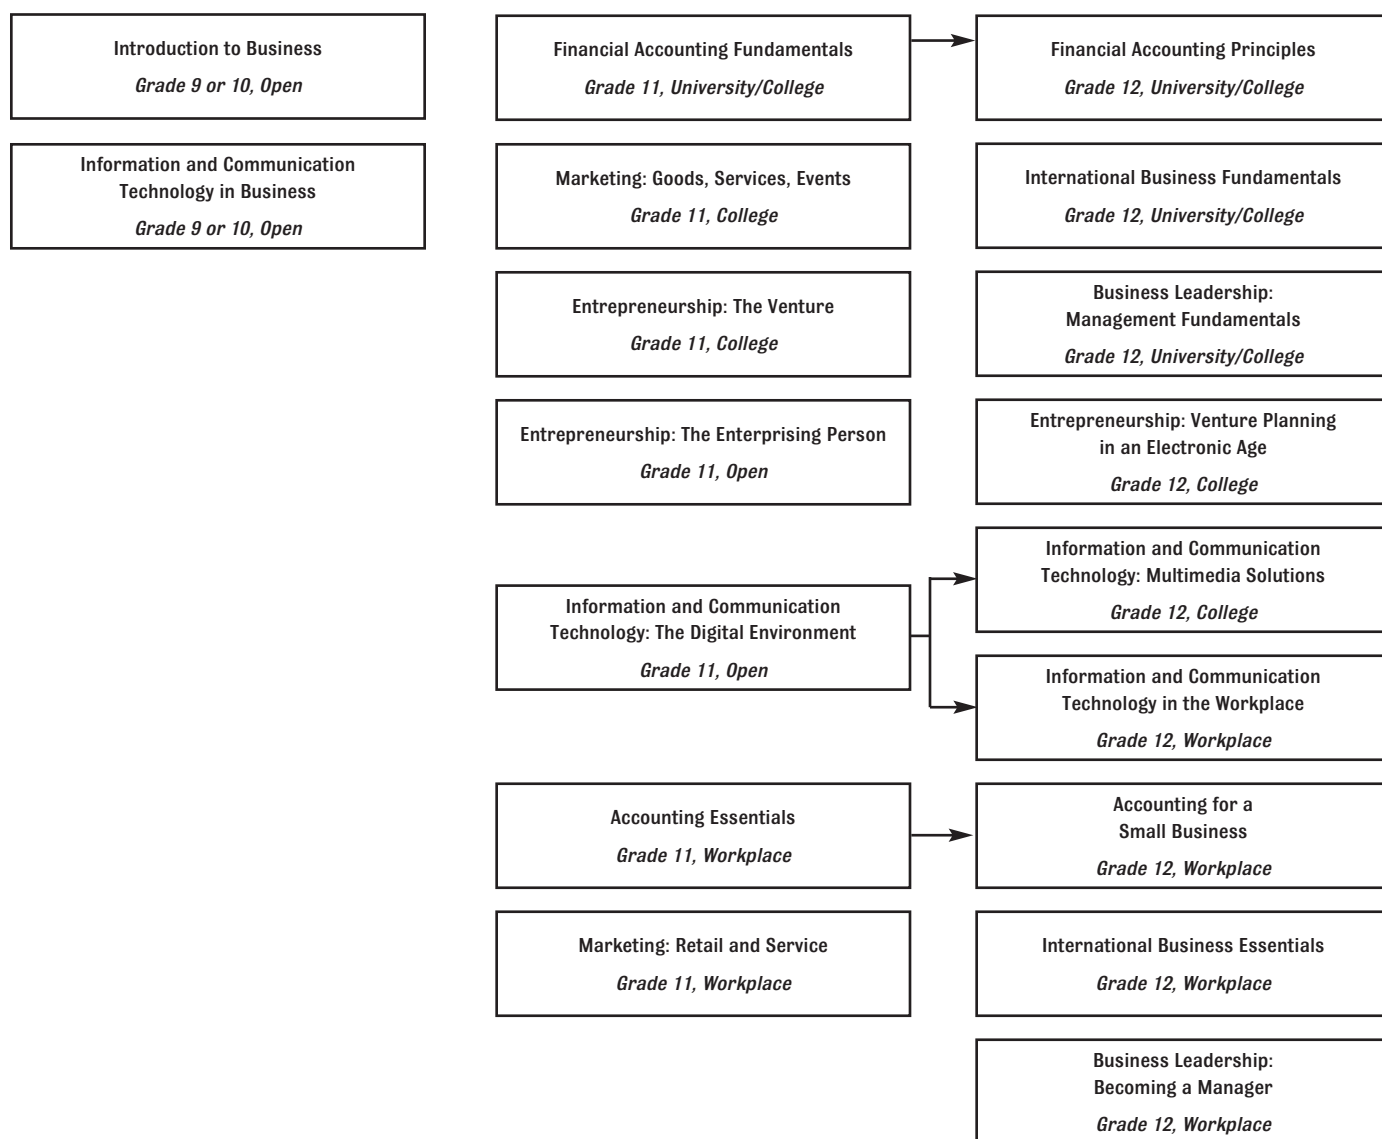 Introduction to Business
Grade 9 or 10, Open
Information and Communication
Technology in Business
Grade 9 or 10, Open
Financial Accounting Fundamentals
Grade 11, University/College
Marketing: Goods, Services, Events
Grade 11, College
Entrepreneurship: The Venture
Grade 11, College
Entrepreneurship: The Enterprising Person
Grade 11, Open
Information and Communication
Technology: The Digital Environment
Grade 11, Open
Accounting Essentials
Grade 11, Workplace
Marketing: Retail and Service
Grade 11, Workplace
Financial Accounting Principles
Grade 12, University/College
International Business Fundamentals
Grade 12, University/College
Business Leadership:
Management Fundamentals
Grade 12, University/College
Entrepreneurship: Venture Planning
in an Electronic Age
Grade 12, College
Information and Communication
Technology: Multimedia Solutions
Grade 12, College
Information and Communication
Technology in the Workplace
Grade 12, Workplace
Accounting for a
Small Business
Grade 12, Workplace
International Business Essentials
Grade 12, Workplace
Business Leadership:
Becoming a Manager
Grade 12, Workplace